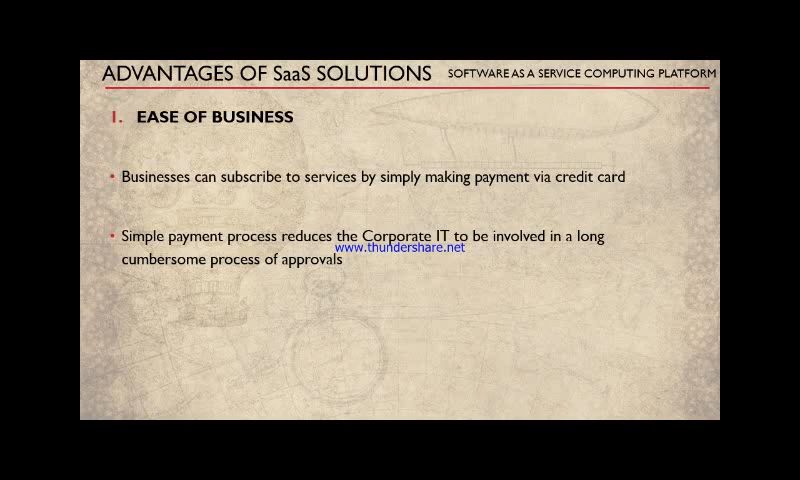 ADVANTAGES OF SaaS SOLUTIONS SOFTWARE AS A SERVICE COMPUTING PLATFORM
1. EASE OF BUSINESS
• Businesses can subscribe to services by simply making payment via credit card
• Simple payment process reduces the Corporate IT to be involved in a long
www.thundershare.net
cumbersome process of approvals